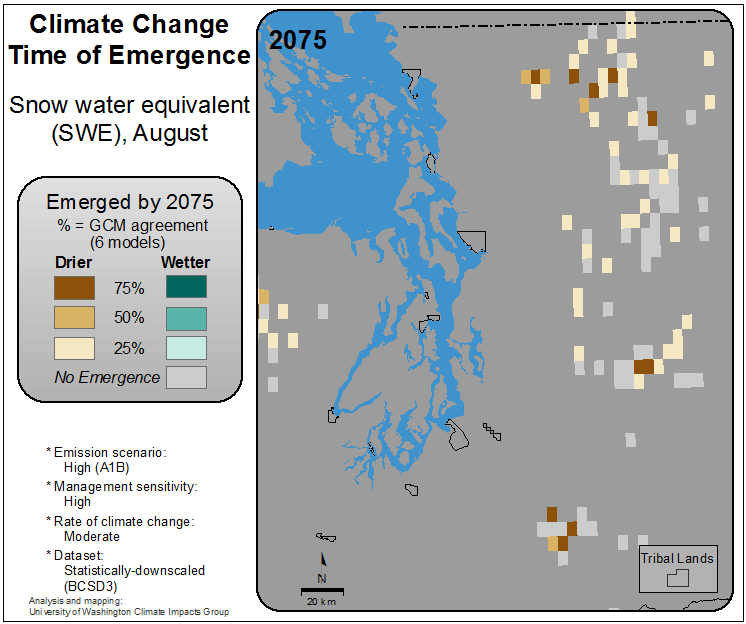 Climate Change
Time of Emergence
Snow water equivalent
(SWE), August
Emerged by 2075
% = GCM agreement
(6 models)
Drier Wetter
75%
50%
25%
No Emergence
* Emission scenario:
High (A1B)
* Management sensitivity:
High
* Rate of climate change:
Moderate
* Dataset:
Statistically-downscaled
(BCSD3)
Analysis and mapping:
University of Washington Climate Impacts Group
2075
N
20 km
Tribal Lands